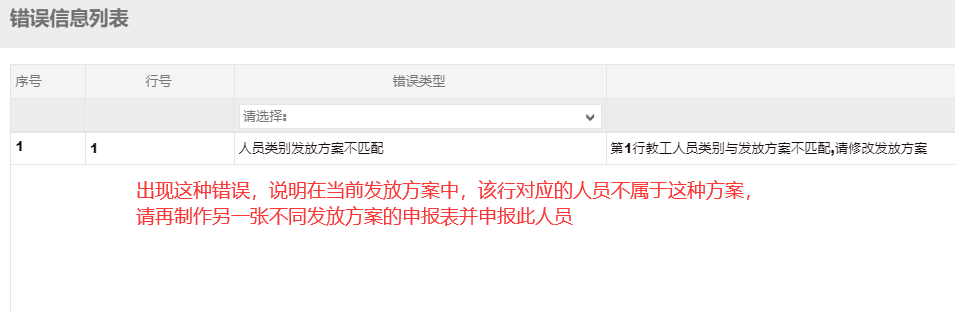 错误信息列表
序号 行号 错误类型
请选择:
1 1 人员类别发放方案不匹配 第1行教工人员类别与发放方案不匹配,请修改发放方案
出现这种错误，说明在当前发放方案中，该行对应的人员不属于这种方案，
请再制作另一张不同发放方案的申报表并申报此人员